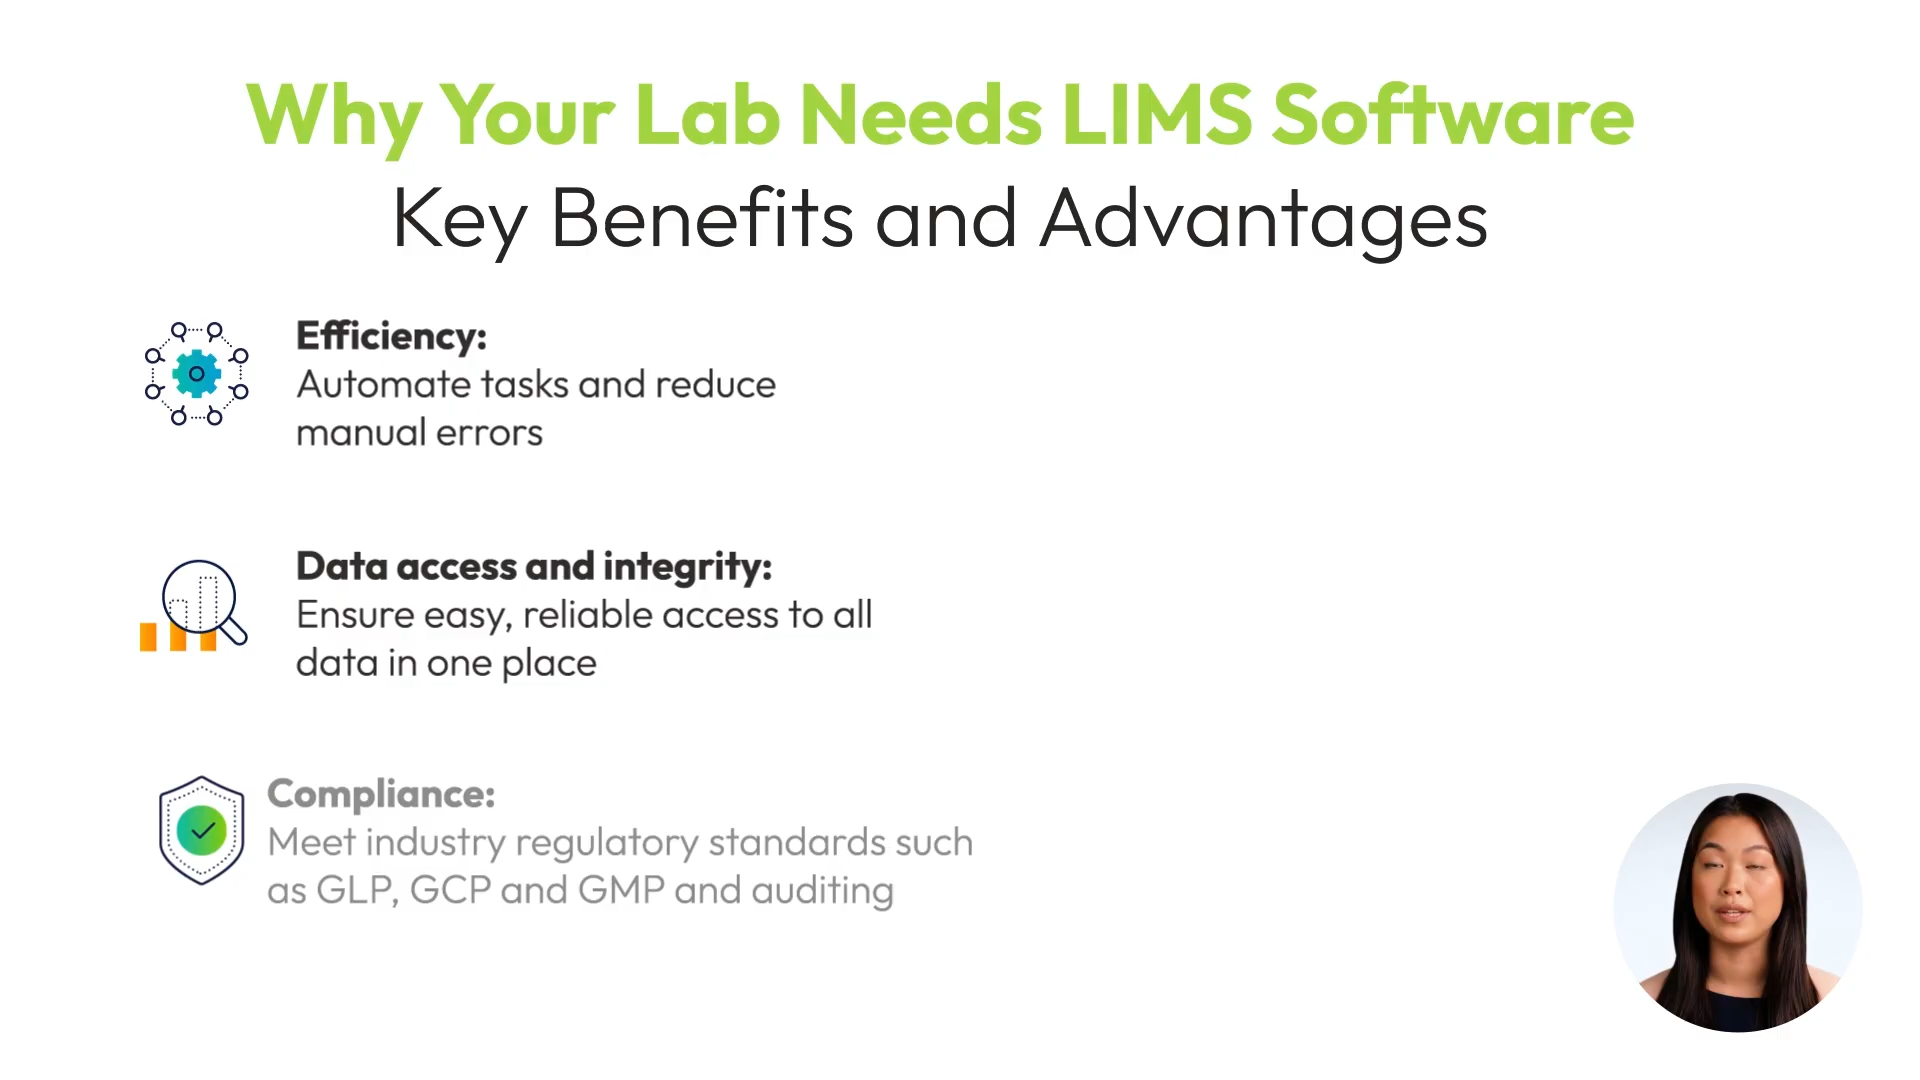 Why Your Lab Needs LIMS Software
Key Benefits and Advantages
Efficiency:
Automate tasks and reduce
manual errors
Data access and integrity:
Ensure easy, reliable access to all
data in one place
Compliance:
Meet industry regulatory standards such
as GLP, GCP and GMP and auditing